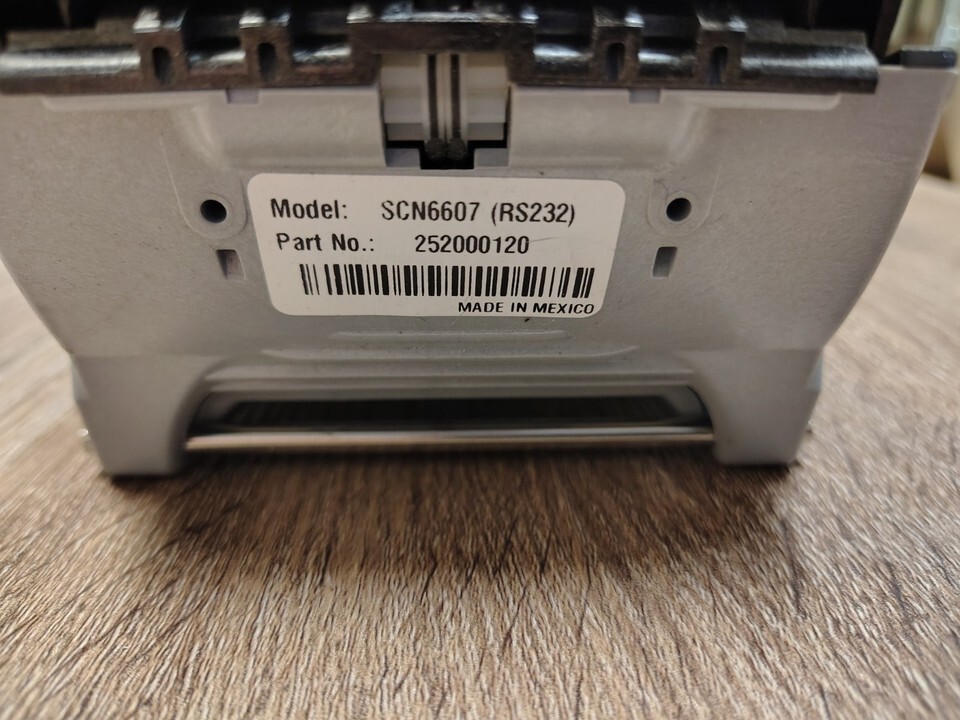 Model: SCN6607 (RS232)
Part No.: 252000120
MADE IN MEXICO